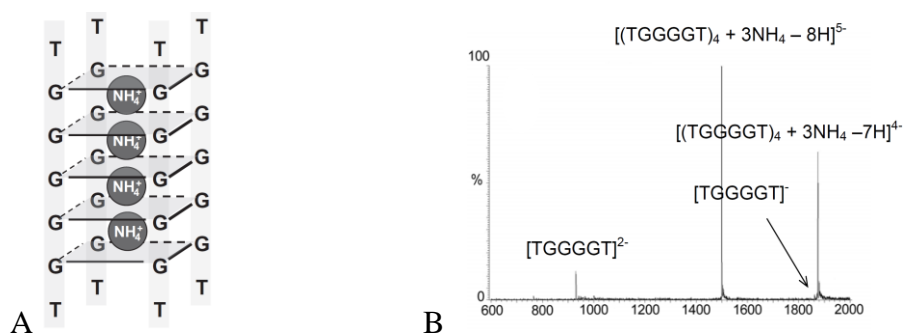 T T
T T
G G
G NH₄⁺ G
G G
G NH₄⁺ G
G G
G NH₄⁺ G
G G
G NH₄⁺ G
G G
G G
T T
T T
A
[(TGGGGT)₄ + 3NH₄ – 8H]⁵⁻
100
[(TGGGGT)₄ + 3NH₄ –7H]⁴⁻
%
[TGGGGT]⁻
[TGGGGT]²⁻
0
600 800 1000 1200 1400 1600 1800 2000
B